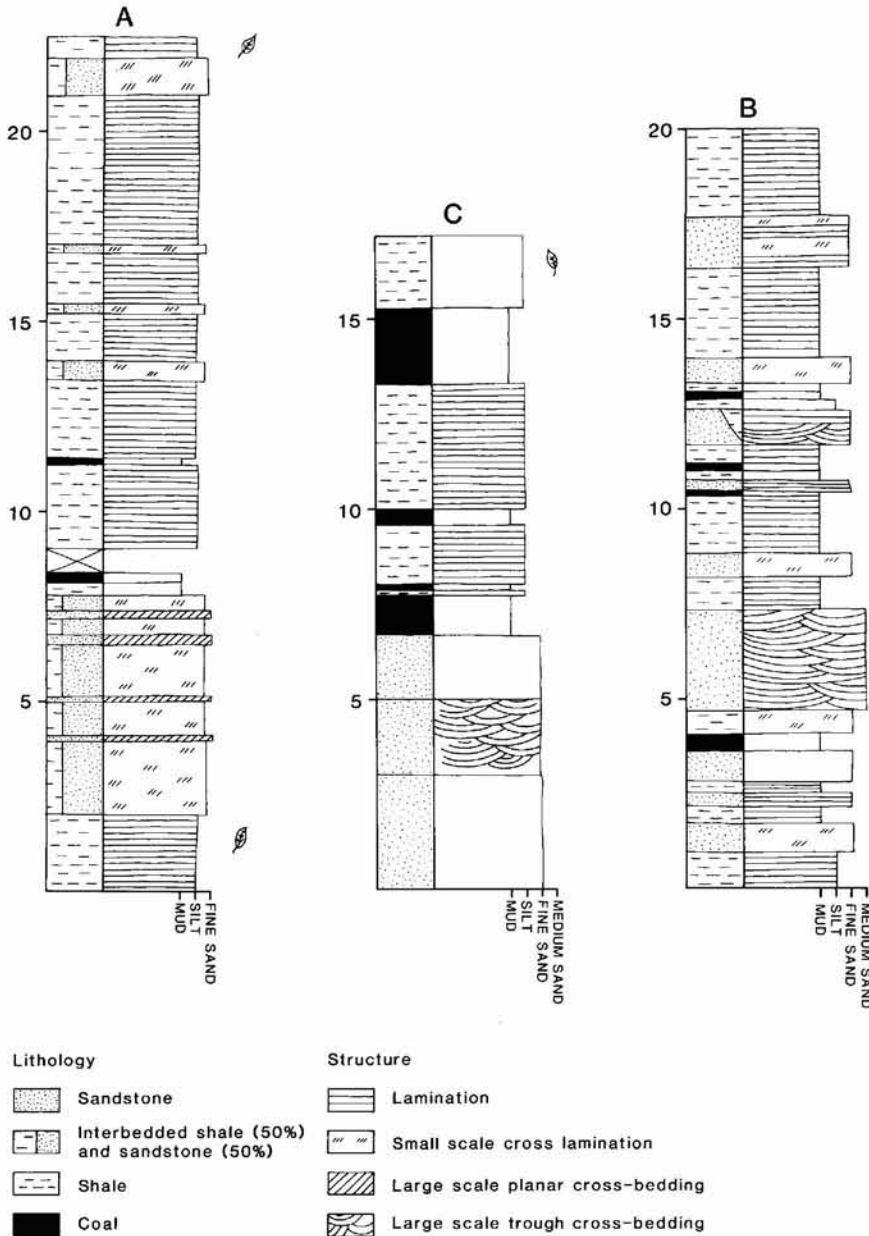 A
20
15
10
5
MUD
SILT
FINE SAND
C
15
10
5
MUD
SILT
FINE SAND
MEDIUM SAND
B
20
15
10
5
MUD
SILT
FINE SAND
MEDIUM SAND
Lithology
Sandstone
Interbedded shale (50%)
and sandstone (50%)
Shale
Coal
Structure
Lamination
Small scale cross lamination
Large scale planar cross-bedding
Large scale trough cross-bedding